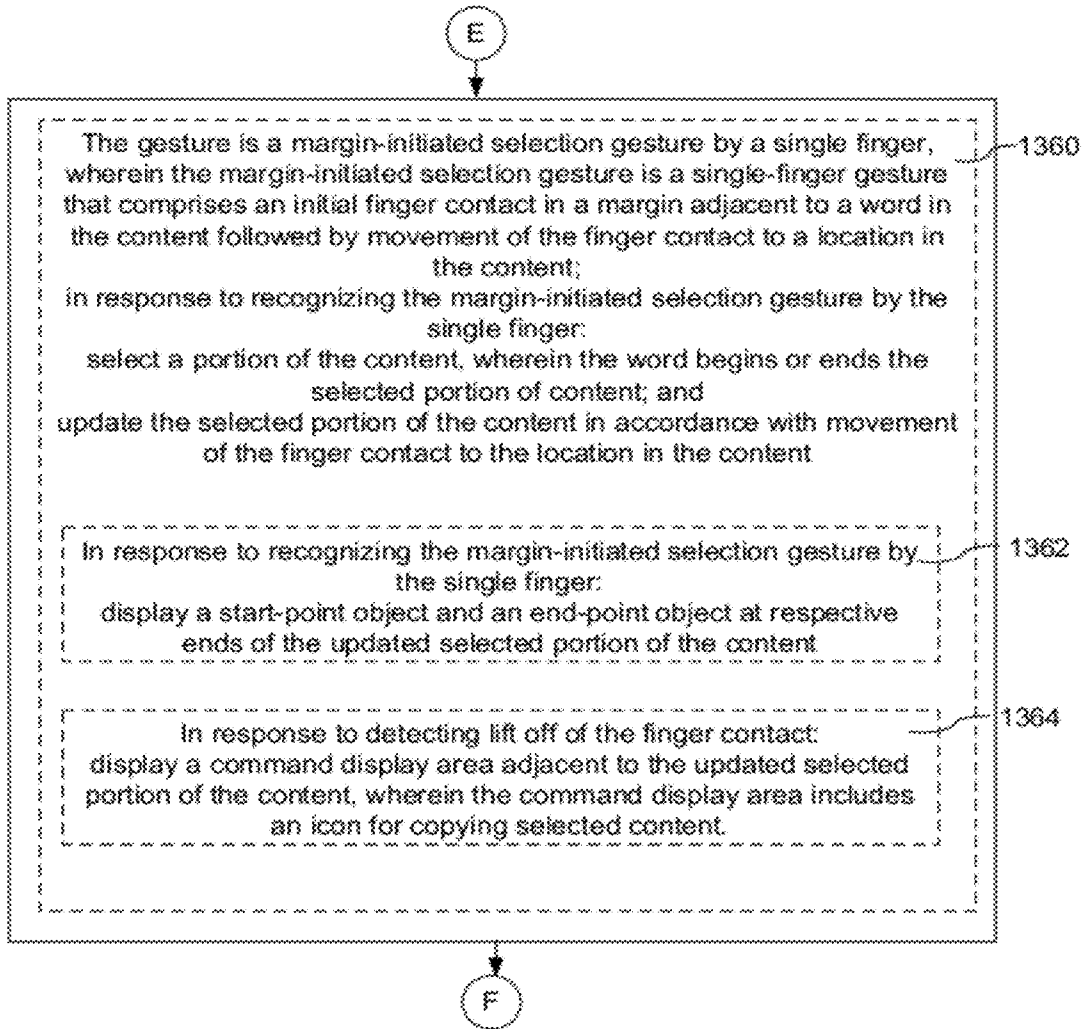 E
The gesture is a margin-initiated selection gesture by a single finger,
wherein the margin-initiated selection gesture is a single-finger gesture
that comprises an initial finger contact in a margin adjacent to a word in
the content followed by movement of the finger contact to a location in
the content;
in response to recognizing the margin-initiated selection gesture by the
single finger:
select a portion of the content, wherein the word begins or ends the
selected portion of content; and
update the selected portion of the content in accordance with movement
of the finger contact to the location in the content
1360
In response to recognizing the margin-initiated selection gesture by
the single finger:
display a start-point object and an end-point object at respective
ends of the updated selected portion of the content
1362
In response to detecting lift off of the finger contact:
display a command display area adjacent to the updated selected
portion of the content, wherein the command display area includes
an icon for copying selected content.
1364
F